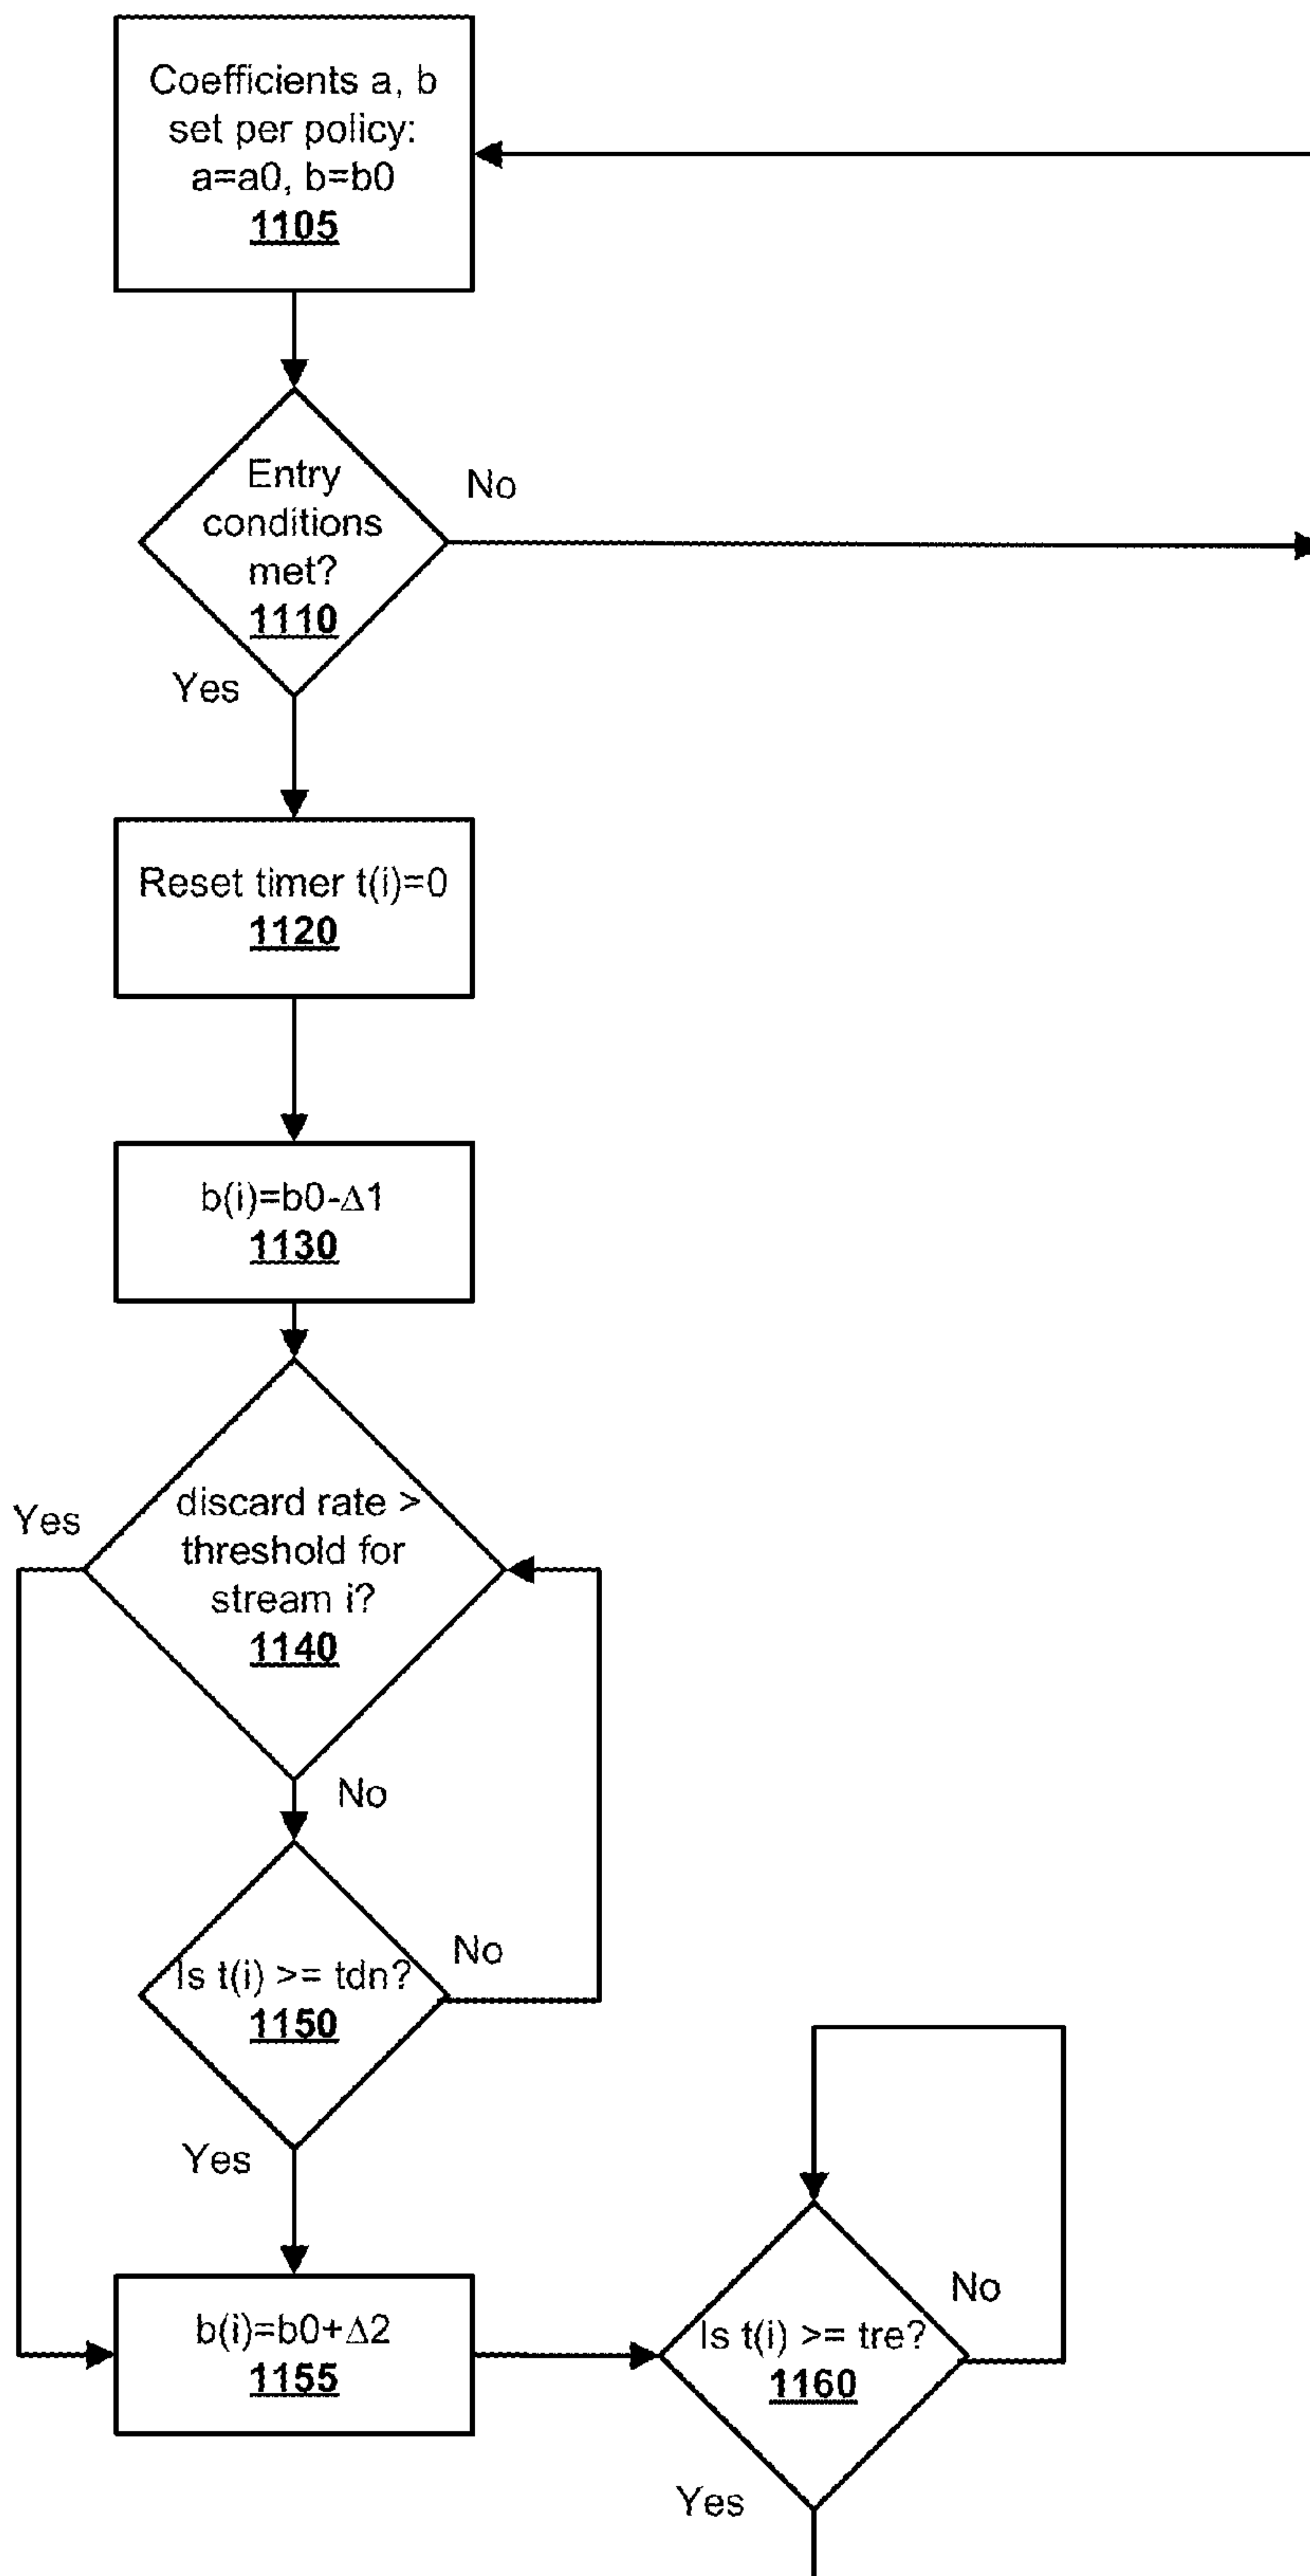 Coefficients a, b
set per policy:
a=a0, b=b0
1105
Entry
conditions
met?
1110
No
Yes
Reset timer t(i)=0
1120
b(i)=b0-Δ1
1130
discard rate >
threshold for
stream i?
1140
Yes
No
Is t(i) >= tdn?
1150
No
Yes
b(i)=b0+Δ2
1155
Is t(i) >= tre?
1160
No
Yes